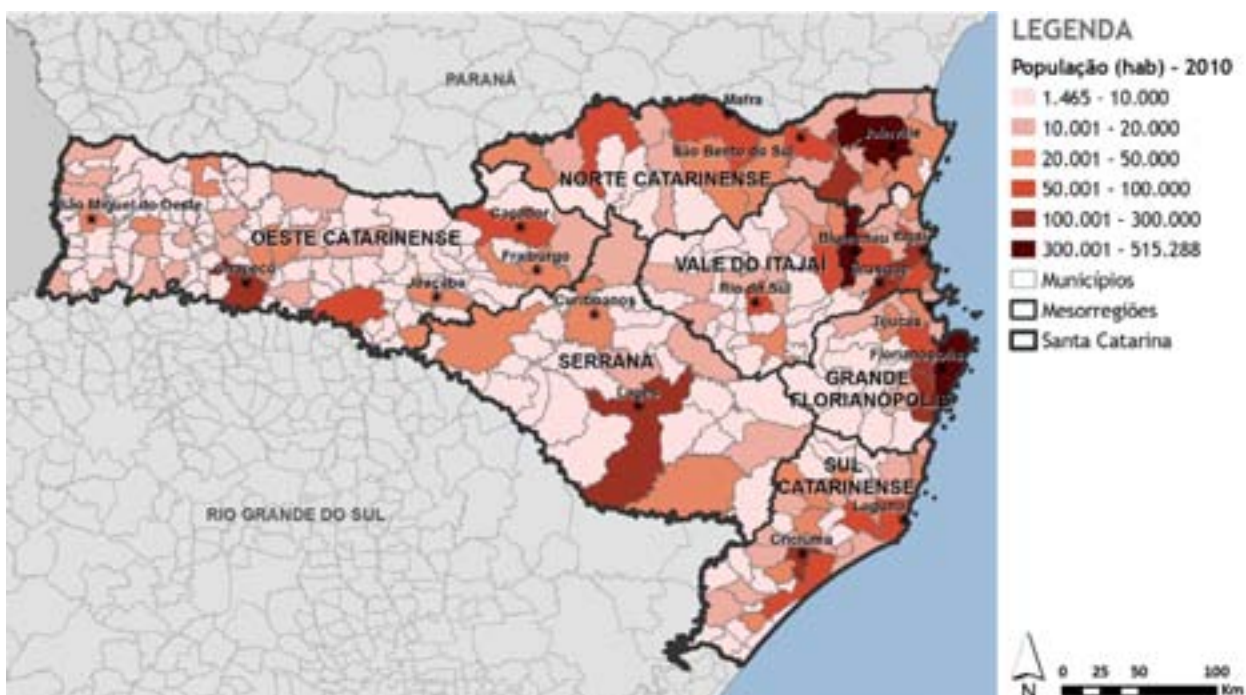 LEGENDA
População (hab) - 2010
1.465 - 10.000
10.001 - 20.000
20.001 - 50.000
50.001 - 100.000
100.001 - 300.000
300.001 - 515.288
Municípios
Mesorregiões
Santa Catarina
PARANÁ
Mafra
Joinville
São Bento do Sul
NORTE CATARINENSE
São Miguel do Oeste
Caçador
OESTE CATARINENSE
Blumenau Itajaí
Fraiburgo
VALE DO ITAJAÍ
Chapecó
Brusque
Joaçaba
Rio do Sul
Curitibanos
Tijucas
SERRANA
Florianópolis
GRANDE
FLORIANÓPOLIS
Lages
SUL
CATARINENSE
Laguna
RIO GRANDE DO SUL
Criciúma
N
0 25 50 100
Km